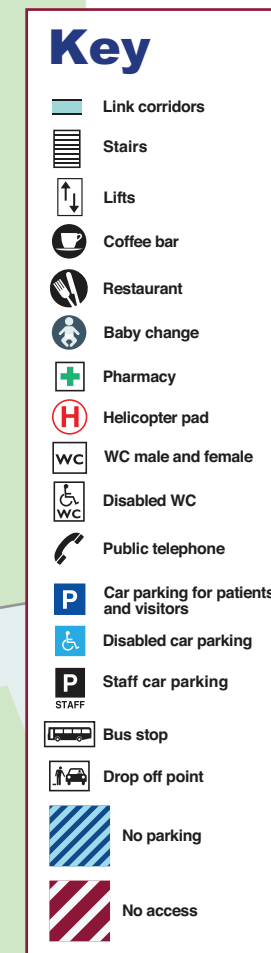 Key
Link corridors
Stairs
Lifts
Coffee bar
Restaurant
Baby change
Pharmacy
H Helicopter pad
WC WC male and female
WC Disabled WC
Public telephone
P Car parking for patients
and visitors
Disabled car parking
P Staff car parking
STAFF
Bus stop
Drop off point
No parking
No access